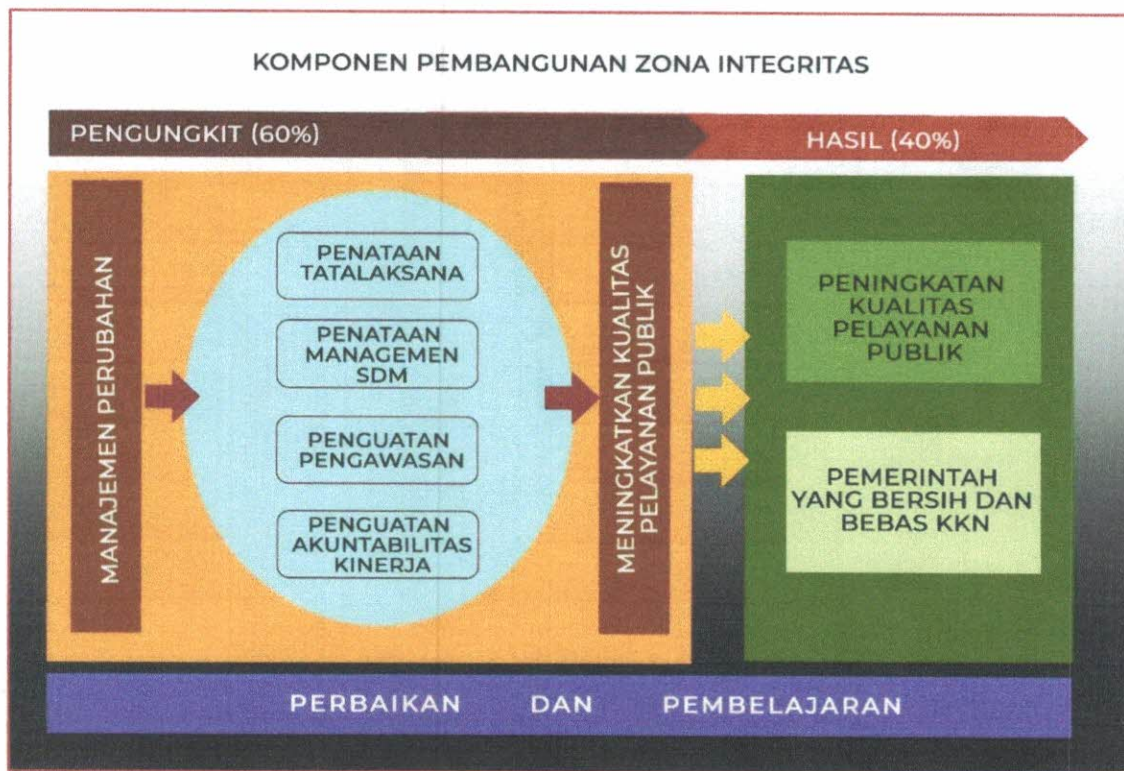 KOMPONEN PEMBANGUNAN ZONA INTEGRITAS
PENGUNGKIT (60%)
HASIL (40%)
MANAJEMEN PERUBAHAN
PENATAAN
TATALAKSANA
PENATAAN
MANAGEMEN
SDM
PENGUATAN
PENGAWASAN
PENGUATAN
AKUNTABILITAS
KINERJA
MENINGKATKAN KUALITAS
PELAYANAN PUBLIK
PENINGKATAN
KUALITAS
PELAYANAN
PUBLIK
PEMERINTAH
YANG BERSIH DAN
BEBAS KKN
PERBAIKAN DAN PEMBELAJARAN